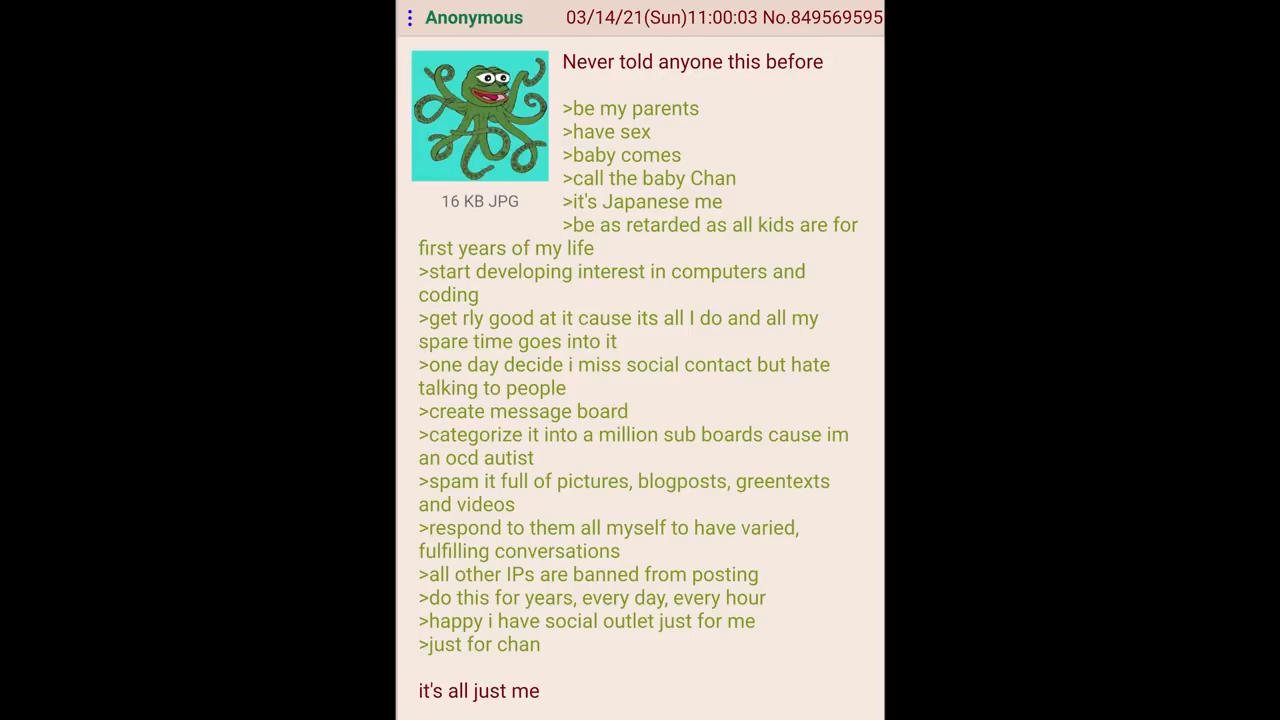 Anonymous 03/14/21(Sun)11:00:03 No.849569595
Never told anyone this before
>be my parents
>have sex
>baby comes
>call the baby Chan
16 KB JPG
>it's Japanese me
>be as retarded as all kids are for
first years of my life
>start developing interest in computers and
coding
>get rly good at it cause its all I do and all my
spare time goes into it
>one day decide i miss social contact but hate
talking to people
>create message board
>categorize it into a million sub boards cause im
an ocd autist
>spam it full of pictures, blogposts, greentexts
and videos
>respond to them all myself to have varied,
fulfilling conversations
>all other IPs are banned from posting
>do this for years, every day, every hour
>happy i have social outlet just for me
>just for chan
it's all just me